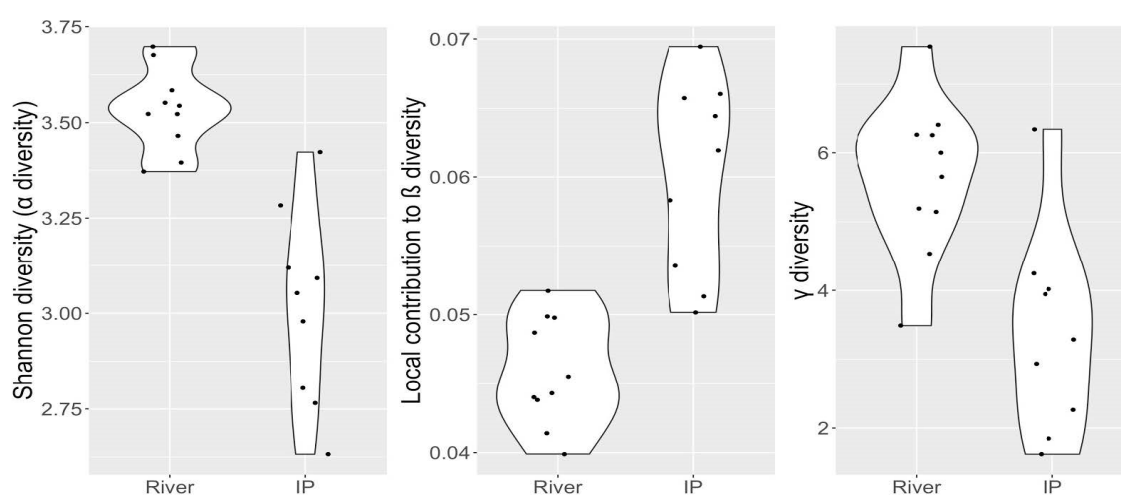 Shannon diversity (α diversity)
3.75
3.50
3.25
3.00
2.75
River
IP
Local contribution to ß diversity
0.07
0.06
0.05
0.04
River
IP
γ diversity
6
4
2
River
IP